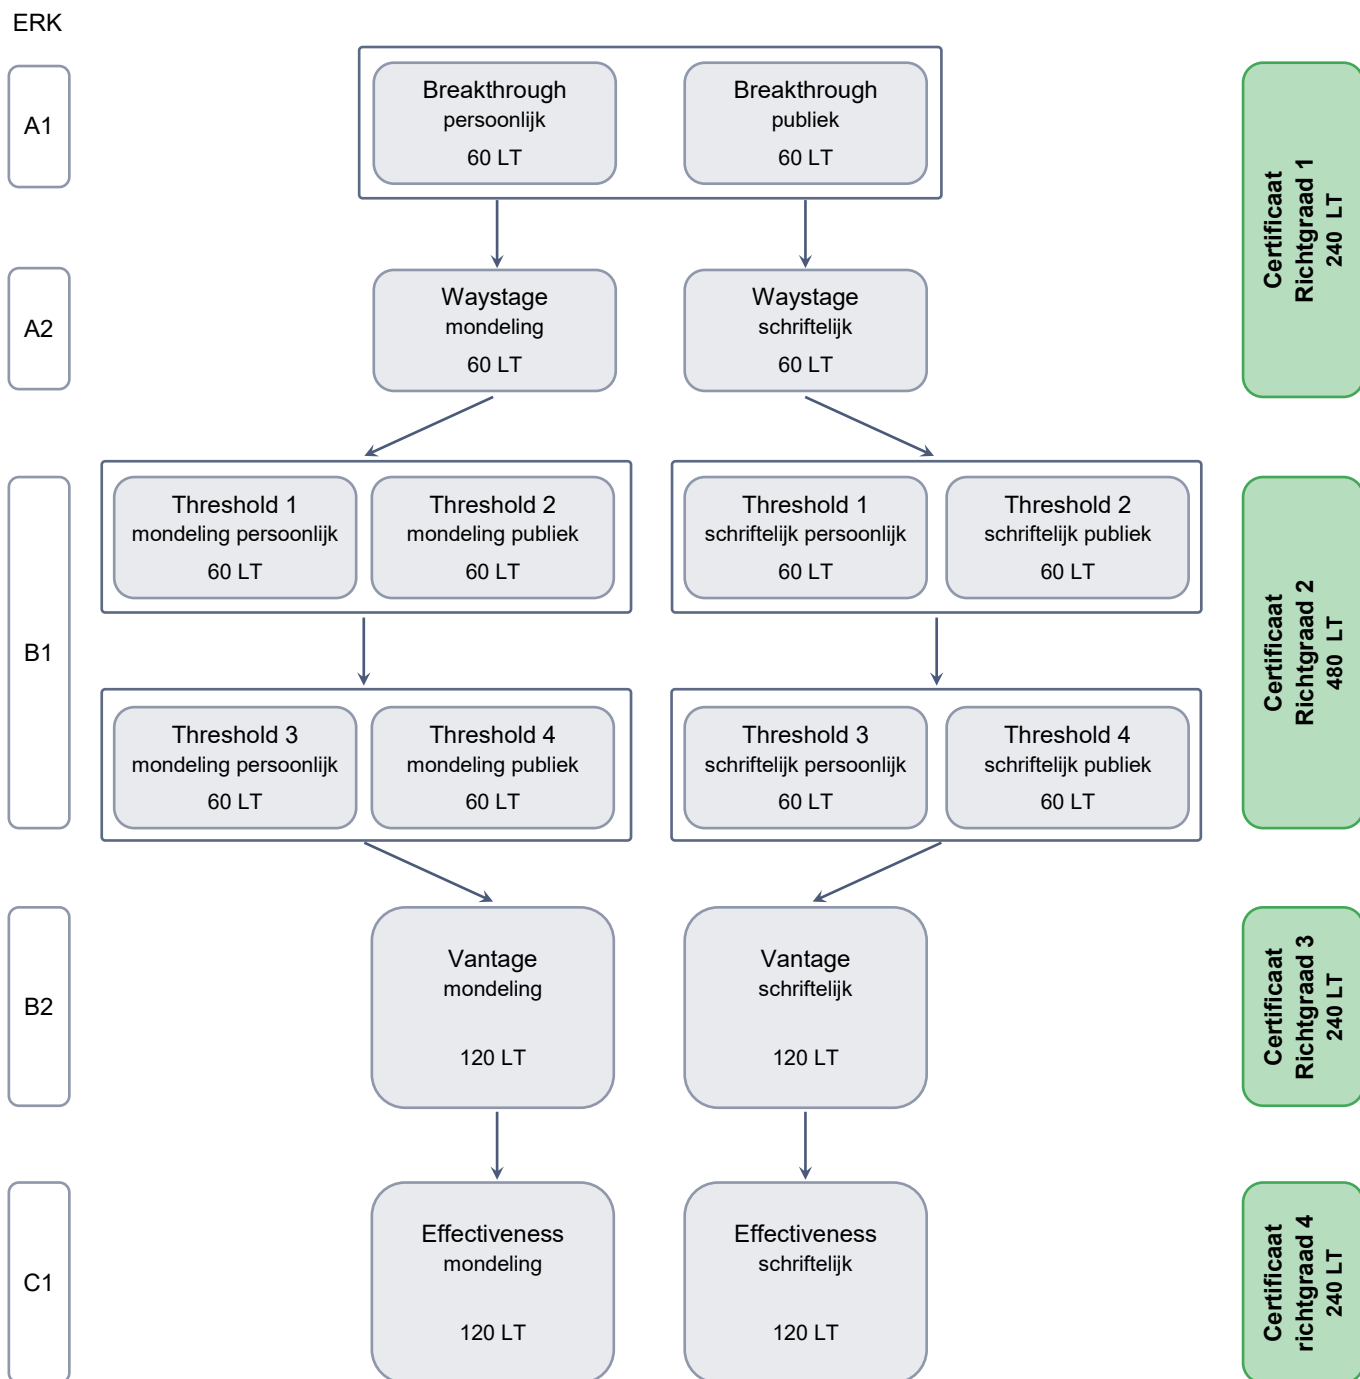 ERK
A1
Breakthrough
persoonlijk
60 LT
Breakthrough
publiek
60 LT
Certificaat
Richtgraad 1
240 LT
A2
Waystage
mondeling
60 LT
Waystage
schriftelijk
60 LT
B1
Threshold 1
mondeling persoonlijk
60 LT
Threshold 2
mondeling publiek
60 LT
Threshold 1
schriftelijk persoonlijk
60 LT
Threshold 2
schriftelijk publiek
60 LT
Certificaat
Richtgraad 2
480 LT
Threshold 3
mondeling persoonlijk
60 LT
Threshold 4
mondeling publiek
60 LT
Threshold 3
schriftelijk persoonlijk
60 LT
Threshold 4
schriftelijk publiek
60 LT
B2
Vantage
mondeling
120 LT
Vantage
schriftelijk
120 LT
Certificaat
Richtgraad 3
240 LT
C1
Effectiveness
mondeling
120 LT
Effectiveness
schriftelijk
120 LT
Certificaat
richtgraad 4
240 LT